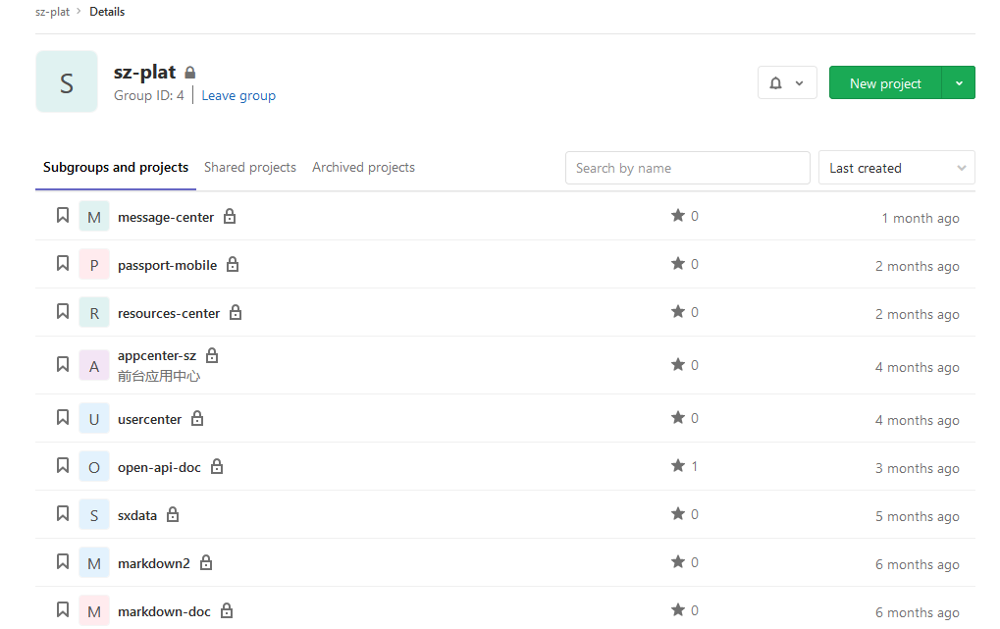 sz-plat > Details
S
sz-plat
Group ID: 4 | Leave group
New project
Subgroups and projects Shared projects Archived projects
Search by name
Last created
M message-center 0 1 month ago
P passport-mobile 0 2 months ago
R resources-center 0 2 months ago
A appcenter-sz 0 4 months ago
前台应用中心
U usercenter 0 4 months ago
O open-api-doc 1 3 months ago
S sxdata 0 5 months ago
M markdown2 0 6 months ago
M markdown-doc 0 6 months ago